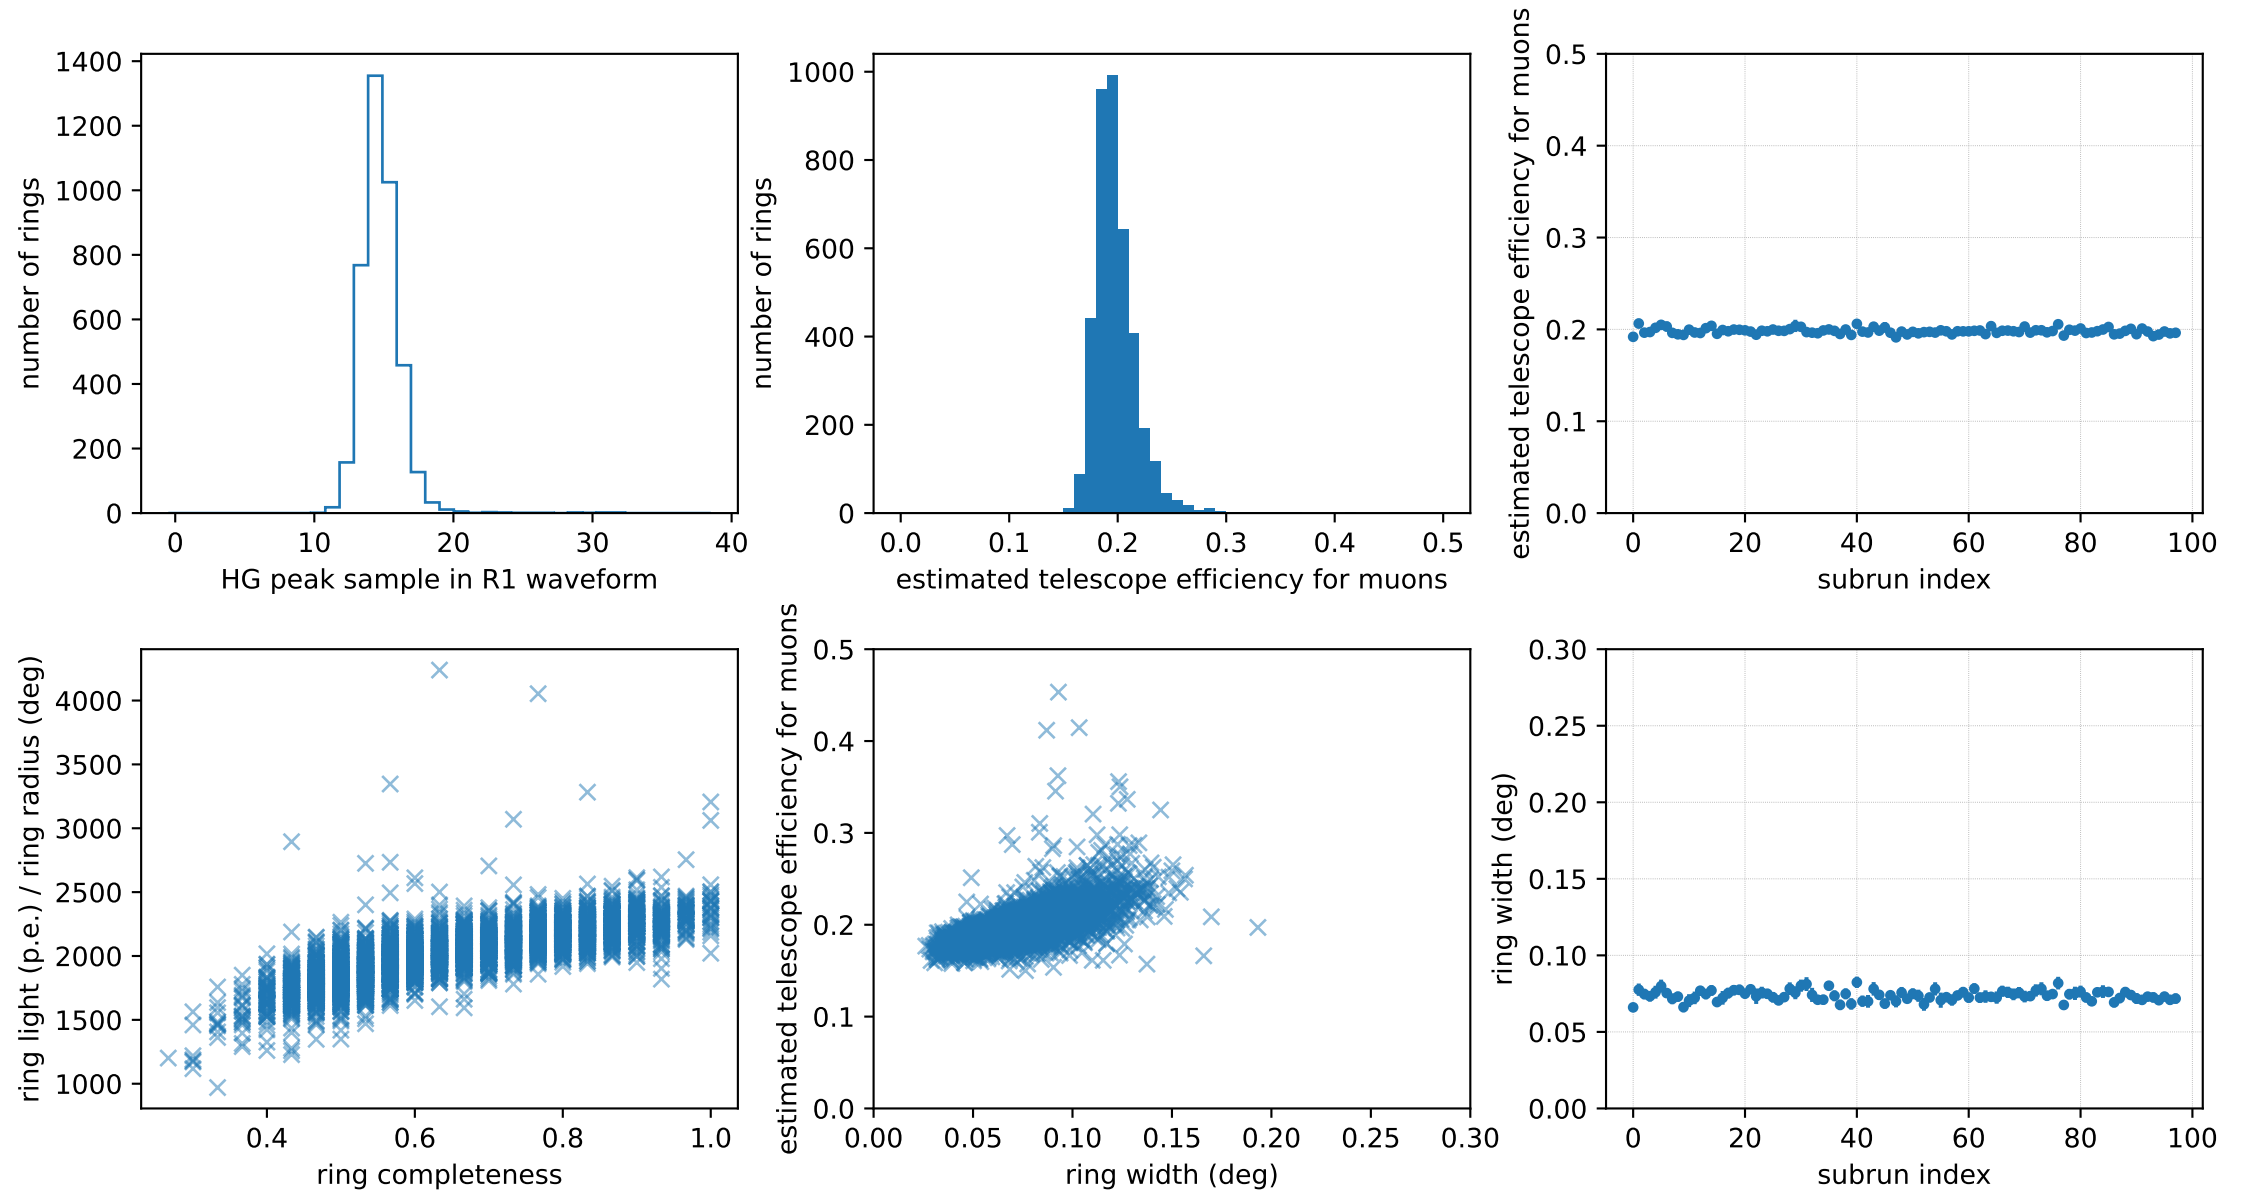 number of rings
1400
1200
1000
800
600
400
200
0
0 10 20 30 40
HG peak sample in R1 waveform
number of rings
1000
800
600
400
200
0
0.0 0.1 0.2 0.3 0.4 0.5
estimated telescope efficiency for muons
estimated telescope efficiency for muons
0.5
0.4
0.3
0.2
0.1
0.0
0 20 40 60 80 100
subrun index
ring light (p.e.) / ring radius (deg)
4000
3500
3000
2500
2000
1500
1000
0.4 0.6 0.8 1.0
ring completeness
estimated telescope efficiency for muons
0.5
0.4
0.3
0.2
0.1
0.0
0.00 0.05 0.10 0.15 0.20 0.25 0.30
ring width (deg)
ring width (deg)
0.30
0.25
0.20
0.15
0.10
0.05
0.00
0 20 40 60 80 100
subrun index